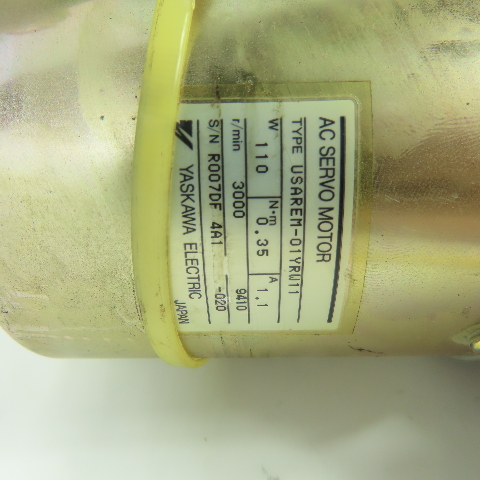 AC SERVO MOTOR
TYPE USAREM-01YRW11
W 110 N·m 0.35 A 1.1
r/min 3000 9410
S/N R007DF 4A1 -020
YASKAWA ELECTRIC JAPAN